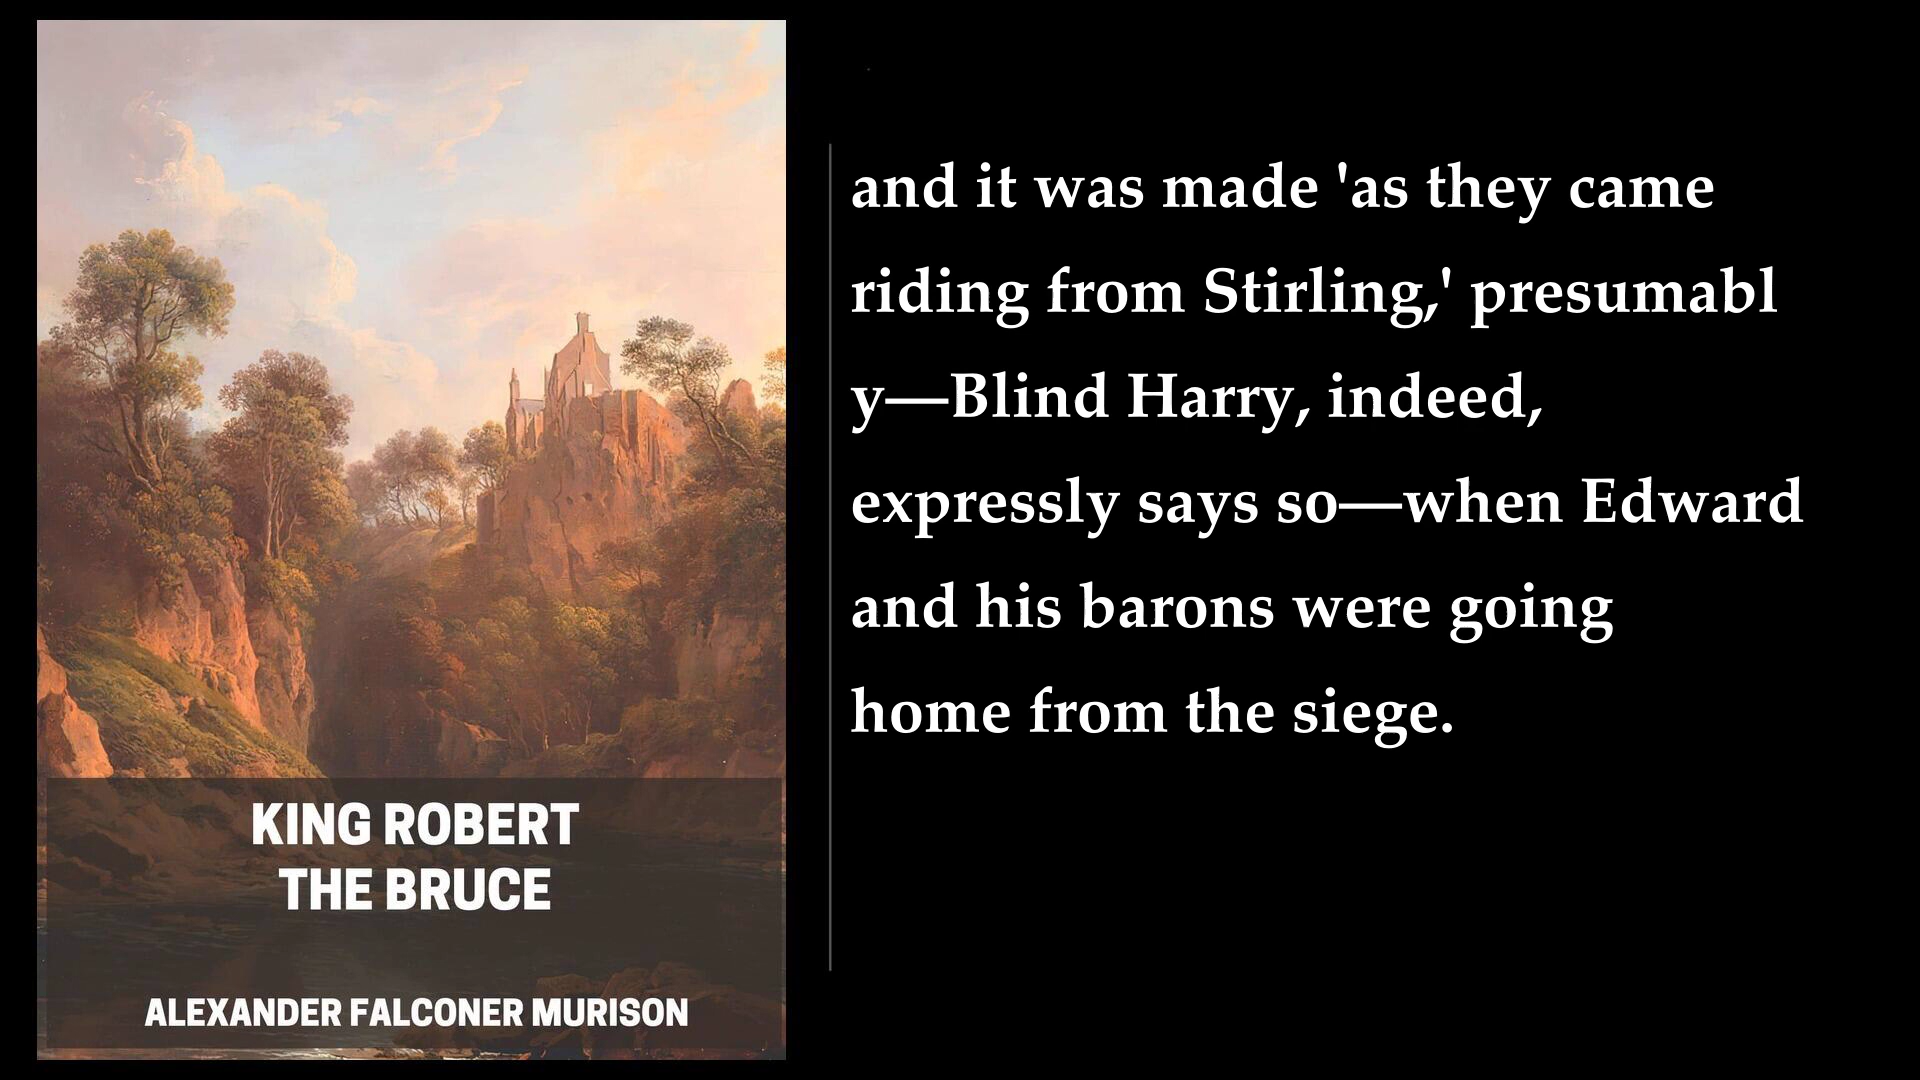 KING ROBERT
THE BRUCE
ALEXANDER FALCONER MURISON
and it was made 'as they came
riding from Stirling,' presumabl
y—Blind Harry, indeed,
expressly says so—when Edward
and his barons were going
home from the siege.